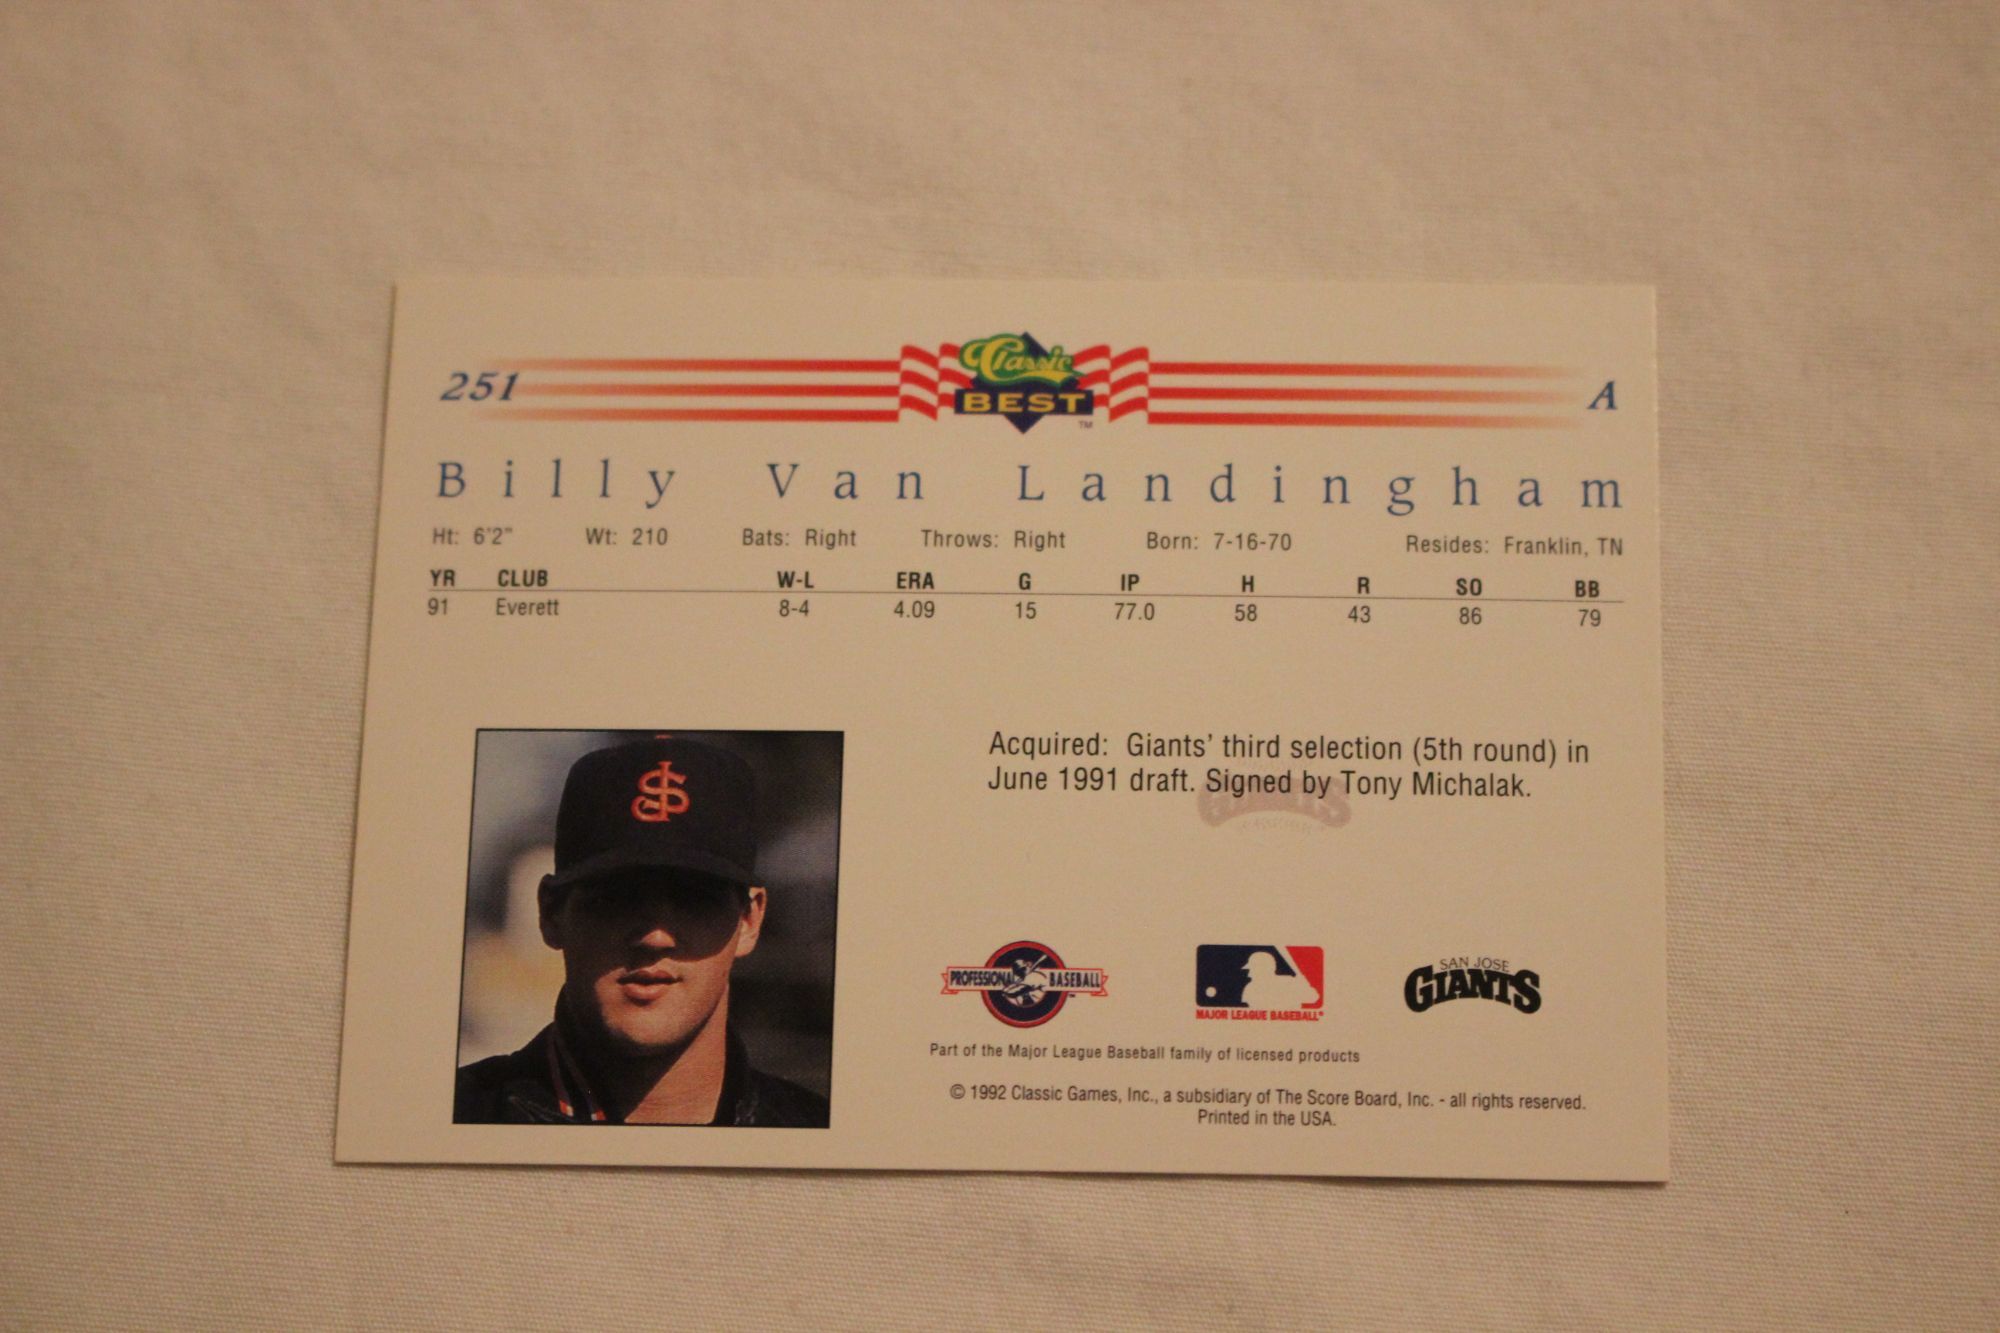 251
Classic
BEST
TM
A
Billy Van Landingham
Ht: 6'2" Wt: 210 Bats: Right Throws: Right Born: 7-16-70 Resides: Franklin, TN
YR CLUB W-L ERA G IP H R SO BB
91 Everett 8-4 4.09 15 77.0 58 43 86 79
Acquired: Giants' third selection (5th round) in
June 1991 draft. Signed by Tony Michalak.
GIANTS
SJ
PROFESSIONAL BASEBALL
MAJOR LEAGUE BASEBALL
SAN JOSE
GIANTS
Part of the Major League Baseball family of licensed products
© 1992 Classic Games, Inc., a subsidiary of The Score Board, Inc. - all rights reserved.
Printed in the USA.